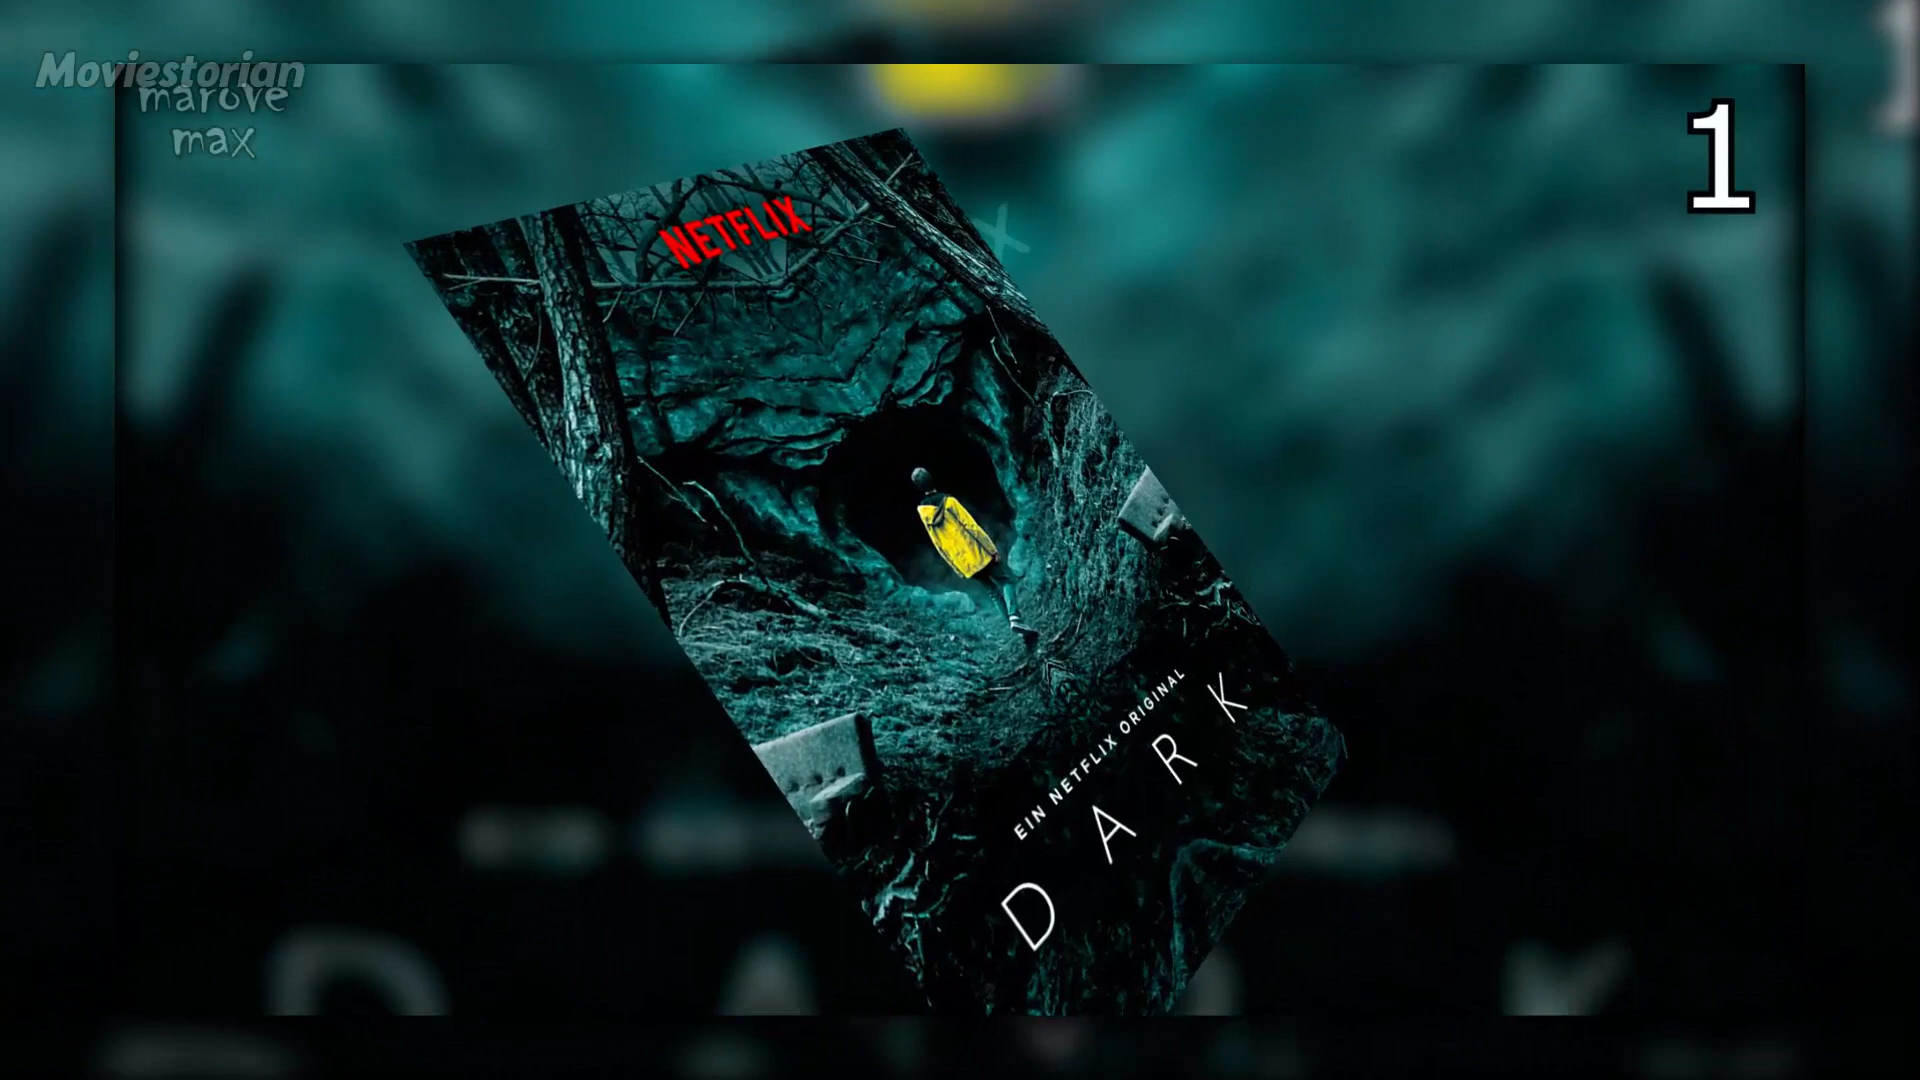 Moviestorian
marove
max
1
NETFLIX
EIN NETFLIX ORIGINAL
DARK